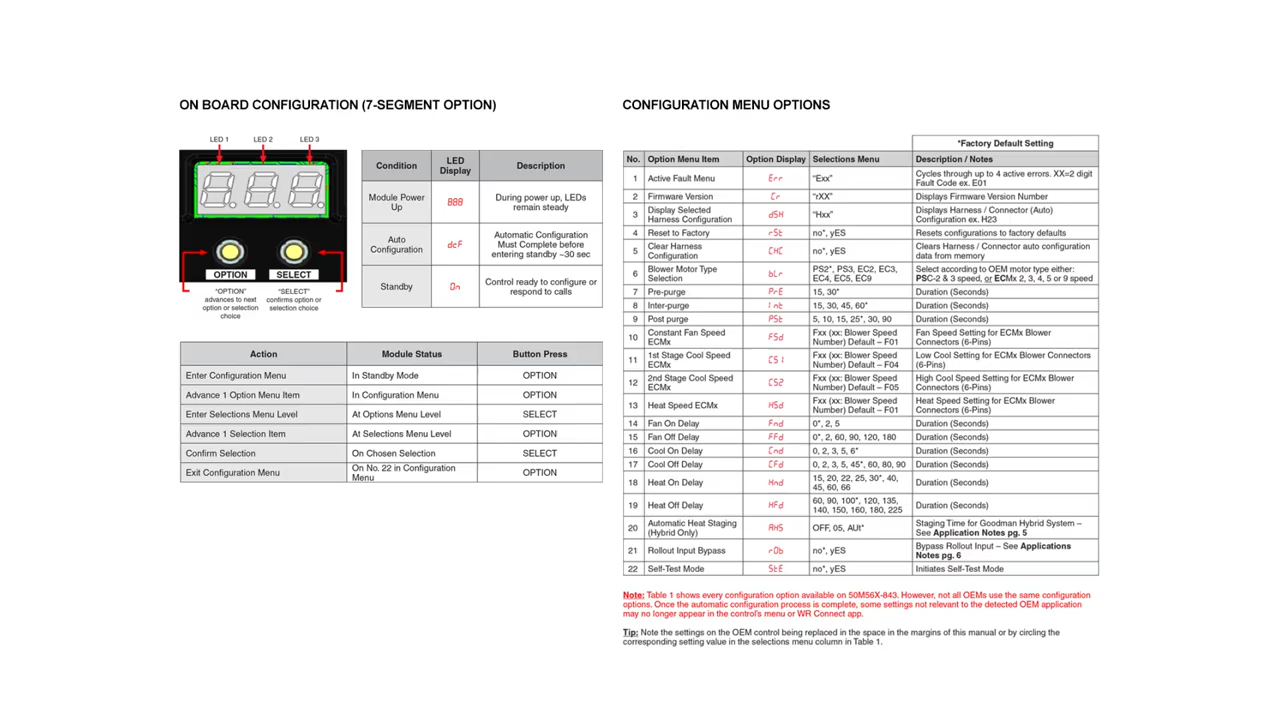 ON BOARD CONFIGURATION (7-SEGMENT OPTION)
LED 1 LED 2 LED 3
888
OPTION SELECT
"OPTION"
advances to next
option or selection
choice
"SELECT"
confirms option or
selection choice
Condition LED Display Description
Module Power Up 888 During power up, LEDs remain steady
Auto Configuration dcF Automatic Configuration Must Complete before entering standby ~30 sec
Standby On Control ready to configure or respond to calls
Action Module Status Button Press
Enter Configuration Menu In Standby Mode OPTION
Advance 1 Option Menu Item In Configuration Menu OPTION
Enter Selections Menu Level At Options Menu Level SELECT
Advance 1 Selection Item At Selections Menu Level OPTION
Confirm Selection On Chosen Selection SELECT
Exit Configuration Menu On No. 22 in Configuration Menu OPTION
CONFIGURATION MENU OPTIONS
*Factory Default Setting
No. Option Menu Item Option Display Selections Menu Description / Notes
1 Active Fault Menu Err "Exx" Cycles through up to 4 active errors. XX=2 digit Fault Code ex. E01
2 Firmware Version Cr "rXX" Displays Firmware Version Number
3 Display Selected Harness Configuration dSH "Hxx" Displays Harness / Connector (Auto) Configuration ex. H23
4 Reset to Factory rSt no*, yES Resets configurations to factory defaults
5 Clear Harness Configuration CHC no*, yES Clears Harness / Connector auto configuration data from memory
6 Blower Motor Type Selection bLr PS2*, PS3, EC2, EC3, EC4, EC5, EC9 Select according to OEM motor type either: PSC-2 & 3 speed, or ECMx 2, 3, 4, 5 or 9 speed
7 Pre-purge PrE 15, 30* Duration (Seconds)
8 Inter-purge Int 15, 30, 45, 60* Duration (Seconds)
9 Post purge PSt 5, 10, 15, 25*, 30, 90 Duration (Seconds)
10 Constant Fan Speed ECMx FSd Fxx (xx: Blower Speed Number) Default – F01 Fan Speed Setting for ECMx Blower Connectors (6-Pins)
11 1st Stage Cool Speed ECMx CS1 Fxx (xx: Blower Speed Number) Default – F04 Low Cool Setting for ECMx Blower Connectors (6-Pins)
12 2nd Stage Cool Speed ECMx CS2 Fxx (xx: Blower Speed Number) Default – F05 High Cool Speed Setting for ECMx Blower Connectors (6-Pins)
13 Heat Speed ECMx HSd Fxx (xx: Blower Speed Number) Default – F01 Heat Speed Setting for ECMx Blower Connectors (6-Pins)
14 Fan On Delay Fnd 0*, 2, 5 Duration (Seconds)
15 Fan Off Delay FFd 0*, 2, 60, 90, 120, 180 Duration (Seconds)
16 Cool On Delay Cnd 0, 2, 3, 5, 6* Duration (Seconds)
17 Cool Off Delay CFd 0, 2, 3, 5, 45*, 60, 80, 90 Duration (Seconds)
18 Heat On Delay Hnd 15, 20, 22, 25, 30*, 40, 45, 60, 66 Duration (Seconds)
19 Heat Off Delay HFd 60, 90, 100*, 120, 135, 140, 150, 160, 180, 225 Duration (Seconds)
20 Automatic Heat Staging (Hybrid Only) AHS OFF, 05, AUt* Staging Time for Goodman Hybrid System – See Application Notes pg. 5
21 Rollout Input Bypass rOb no*, yES Bypass Rollout Input – See Applications Notes pg. 6
22 Self-Test Mode StE no*, yES Initiates Self-Test Mode
Note: Table 1 shows every configuration option available on 50M56X-843. However, not all OEMs use the same configuration
options. Once the automatic configuration process is complete, some settings not relevant to the detected OEM application
may no longer appear in the control's menu or WR Connect app.
Tip: Note the settings on the OEM control being replaced in the space in the margins of this manual or by circling the
corresponding setting value in the selections menu column in Table 1.